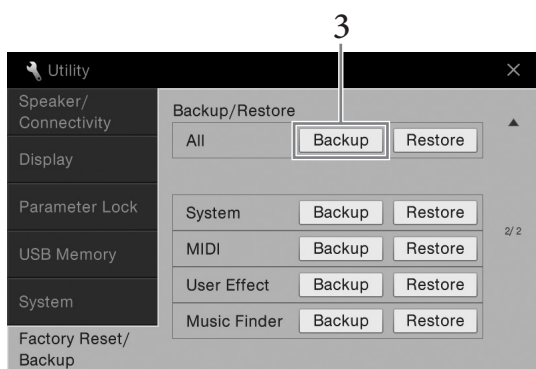 3
Utility
Speaker/
Connectivity
Display
Parameter Lock
USB Memory
System
Factory Reset/
Backup
Backup/Restore
All Backup Restore
System Backup Restore
MIDI Backup Restore
User Effect Backup Restore
Music Finder Backup Restore
2/2